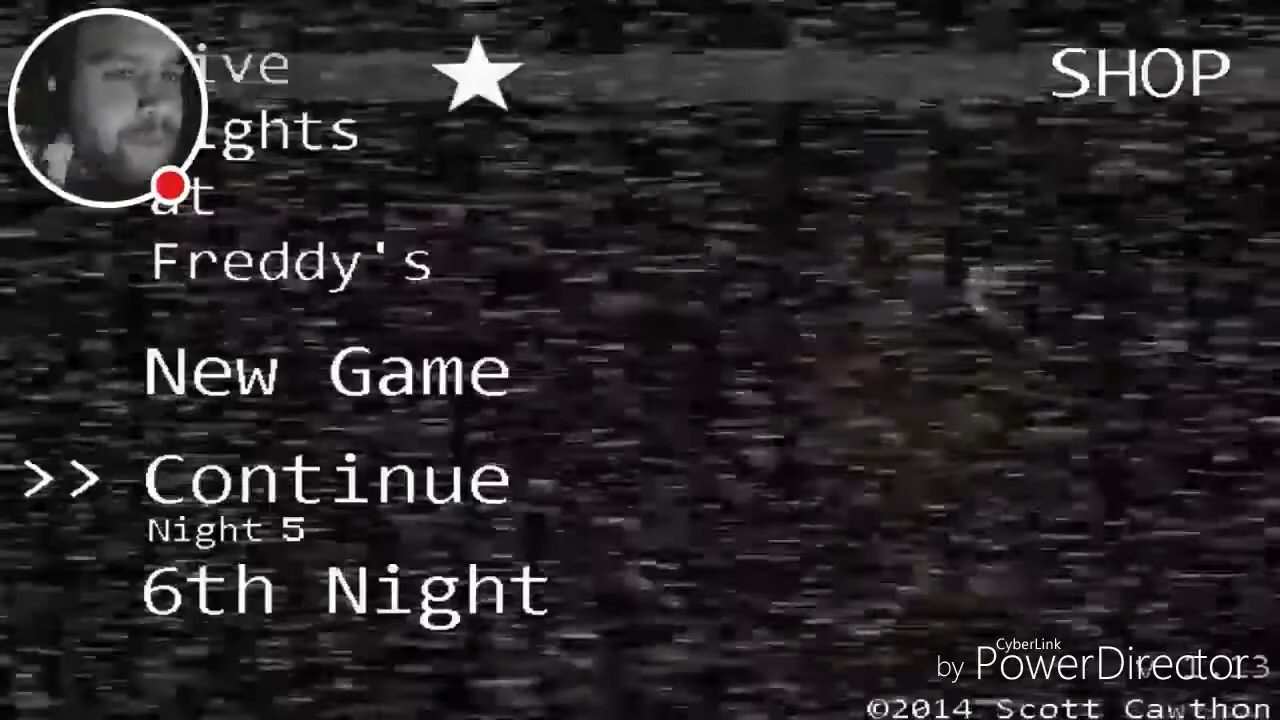 ive
ights
at
Freddy's
SHOP
New Game
>> Continue
Night 5
6th Night
CyberLink
by PowerDirector
©2014 Scott Cawthon